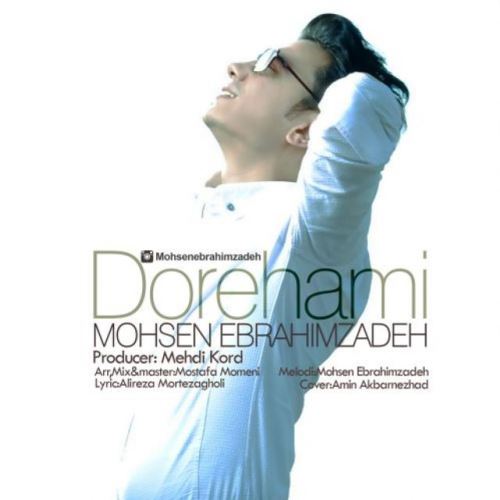 Mohsenebrahimzadeh
Dorehami
MOHSEN EBRAHIMZADEH
Producer: Mehdi Kord
Arr,Mix&master:Mostafa Momeni Melodi:Mohsen Ebrahimzadeh
Lyric:Alireza Mortezagholi Cover:Amin Akbarnezhad